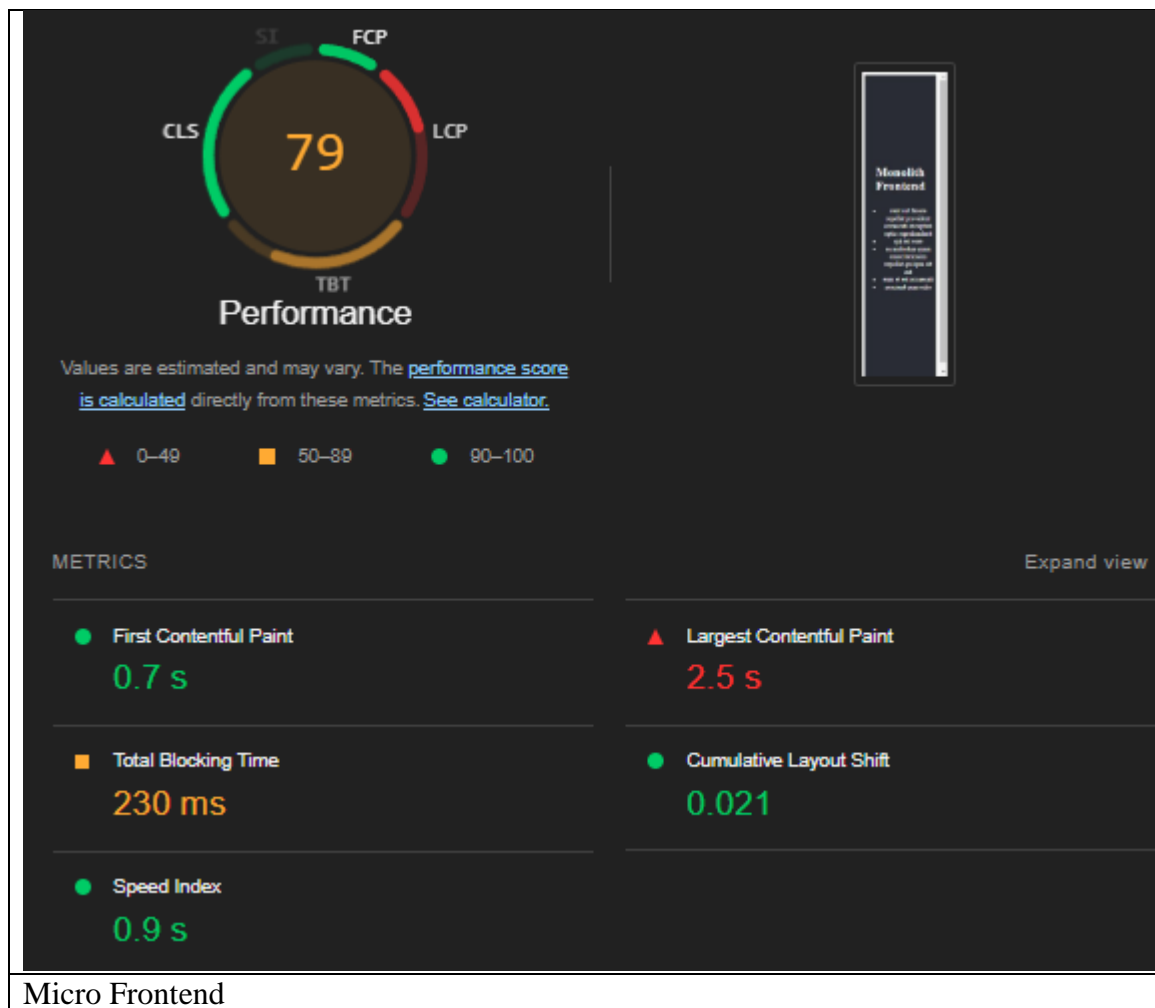 SI
FCP
CLS
LCP
79
TBT
Performance
Values are estimated and may vary. The performance score
is calculated directly from these metrics. See calculator.
0–49
50–89
90–100
Monolith
Frontend
METRICS
Expand view
First Contentful Paint
0.7 s
Largest Contentful Paint
2.5 s
Total Blocking Time
230 ms
Cumulative Layout Shift
0.021
Speed Index
0.9 s
Micro Frontend